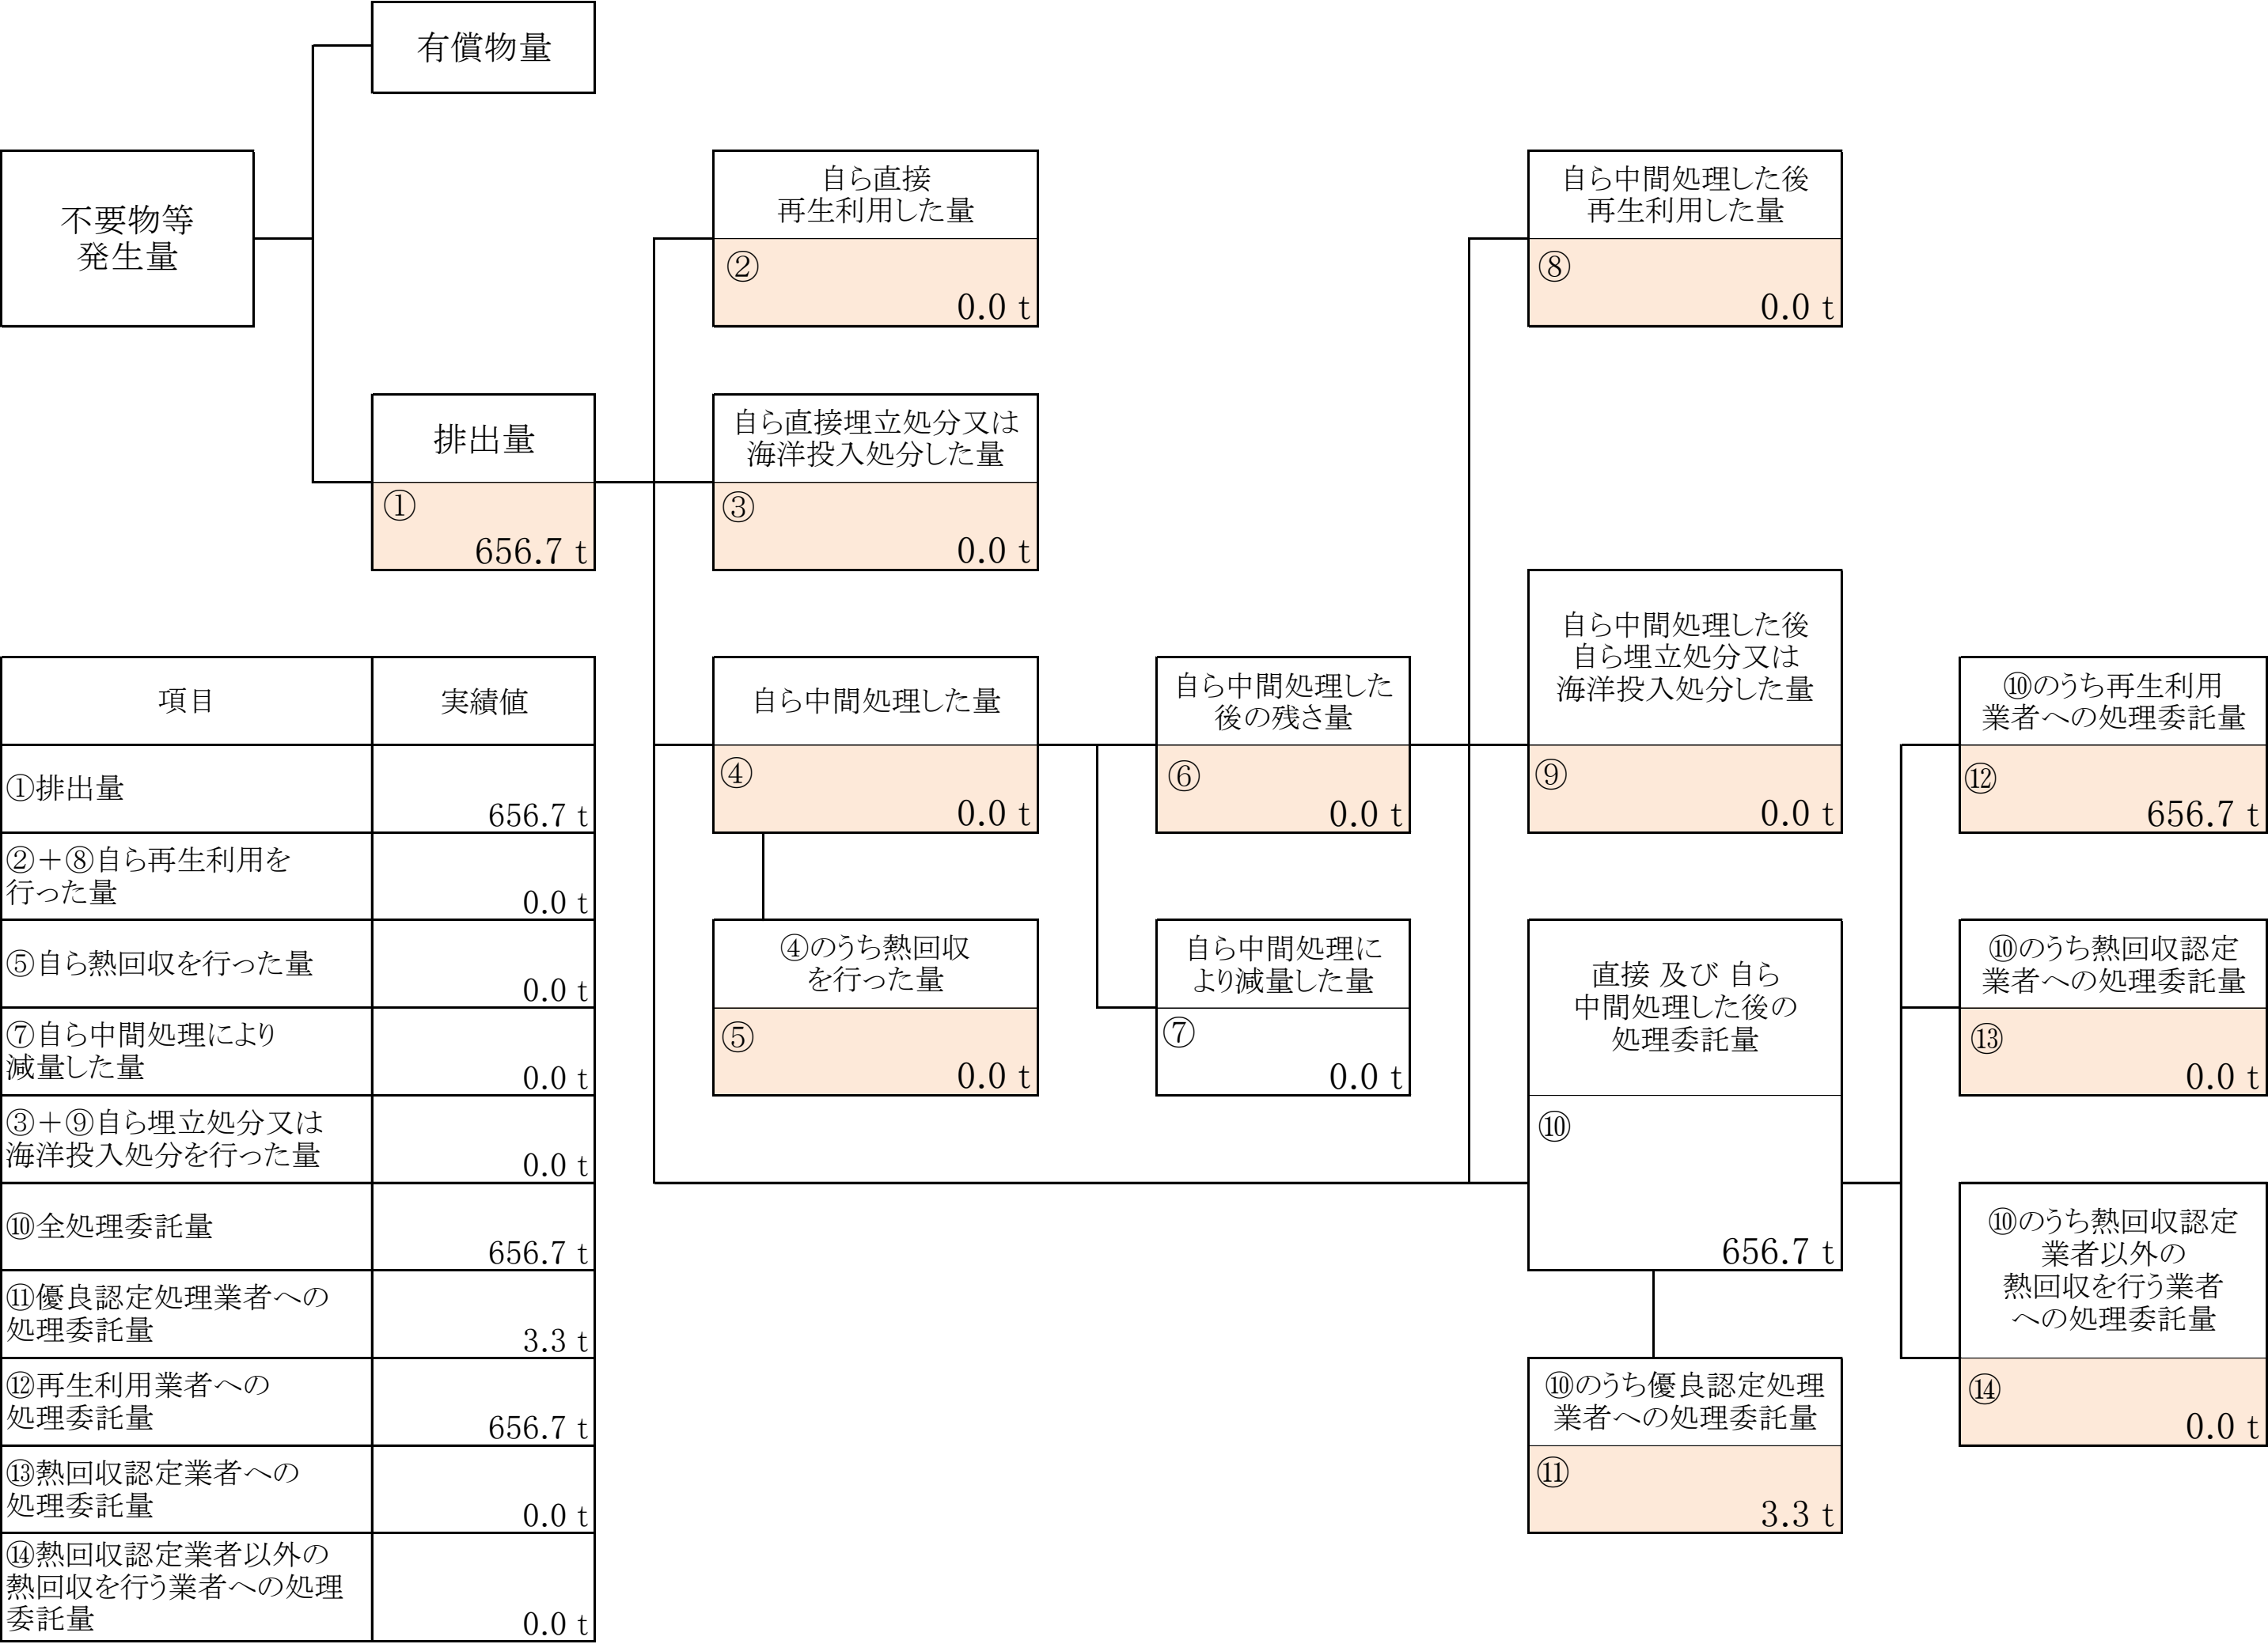 有償物量
不要物等
発生量
自ら直接
再生利用した量
②
0.0 t
自ら中間処理した後
再生利用した量
⑧
0.0 t
排出量
①
656.7 t
自ら直接埋立処分又は
海洋投入処分した量
③
0.0 t
自ら中間処理した量
④
0.0 t
自ら中間処理した
後の残さ量
⑥
0.0 t
自ら中間処理した後
自ら埋立処分又は
海洋投入処分した量
⑨
0.0 t
⑩のうち再生利用
業者への処理委託量
⑫
656.7 t
④のうち熱回収
を行った量
⑤
0.0 t
自ら中間処理に
より減量した量
⑦
0.0 t
直接 及び 自ら
中間処理した後の
処理委託量
⑩
656.7 t
⑩のうち熱回収認定
業者への処理委託量
⑬
0.0 t
⑩のうち熱回収認定
業者以外の
熱回収を行う業者
への処理委託量
⑭
0.0 t
⑩のうち優良認定処理
業者への処理委託量
⑪
3.3 t
項目 実績値
①排出量
656.7 t
②＋⑧自ら再生利用を
行った量
0.0 t
⑤自ら熱回収を行った量
0.0 t
⑦自ら中間処理により
減量した量
0.0 t
③＋⑨自ら埋立処分又は
海洋投入処分を行った量
0.0 t
⑩全処理委託量
656.7 t
⑪優良認定処理業者への
処理委託量
3.3 t
⑫再生利用業者への
処理委託量
656.7 t
⑬熱回収認定業者への
処理委託量
0.0 t
⑭熱回収認定業者以外の
熱回収を行う業者への処理
委託量
0.0 t